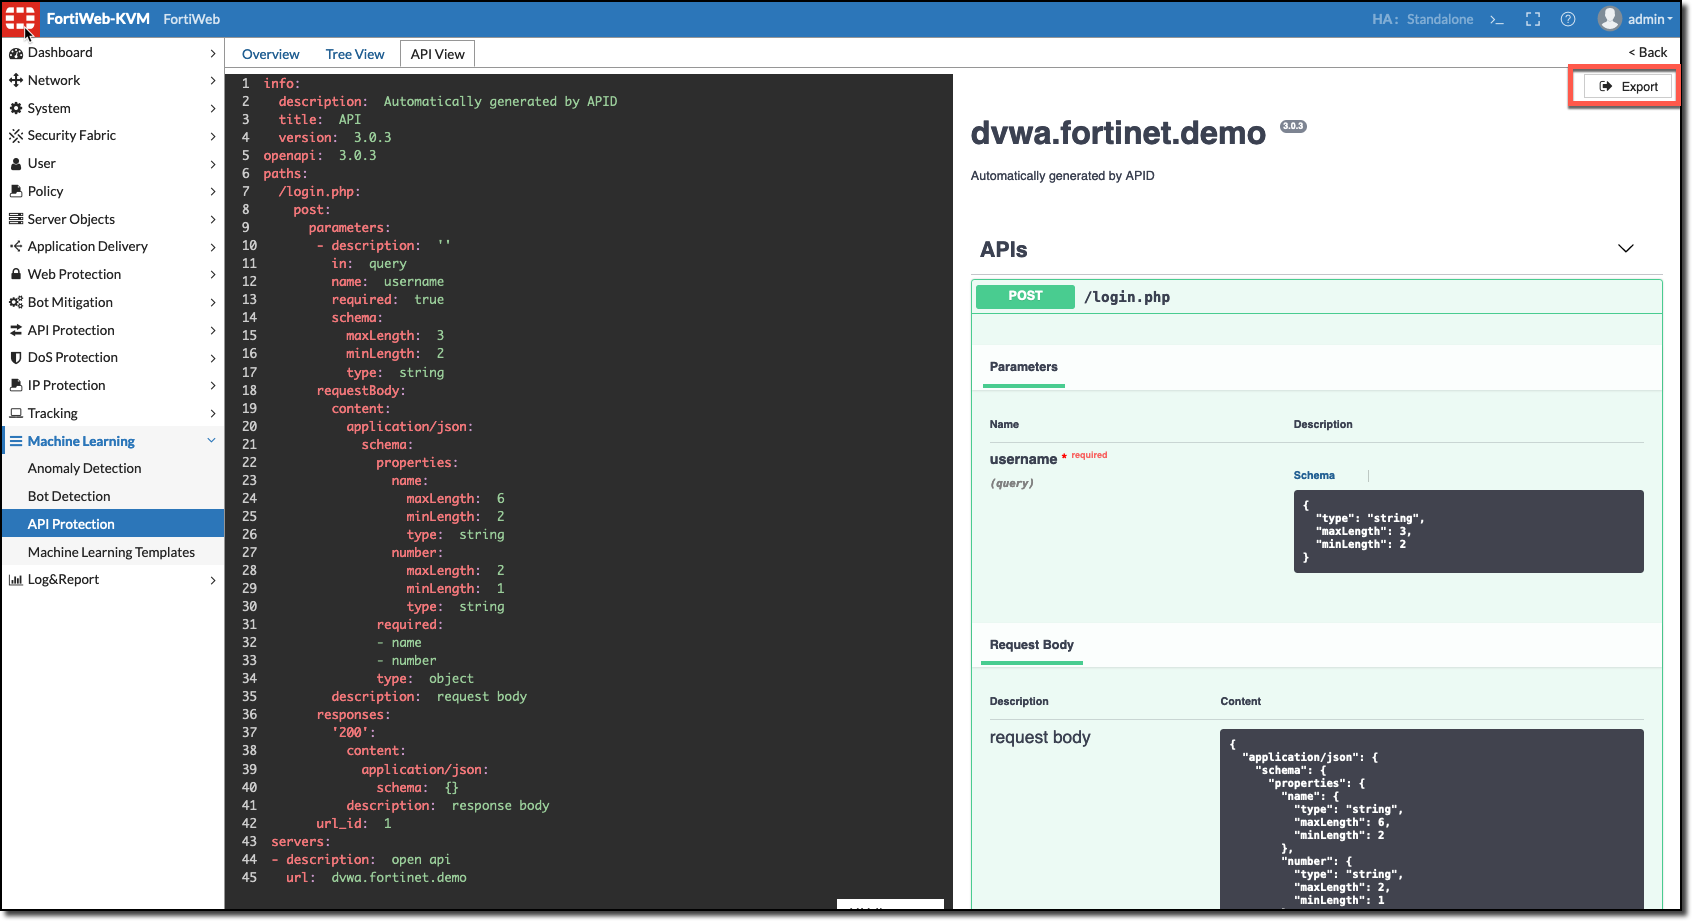 FortiWeb-KVM FortiWeb
HA: Standalone >_ admin
Dashboard
Network
System
Security Fabric
User
Policy
Server Objects
Application Delivery
Web Protection
Bot Mitigation
API Protection
DoS Protection
IP Protection
Tracking
Machine Learning
Anomaly Detection
Bot Detection
API Protection
Machine Learning Templates
Log&Report
Overview Tree View API View
< Back
Export
1 info:
2 description: Automatically generated by APID
3 title: API
4 version: 3.0.3
5 openapi: 3.0.3
6 paths:
7 /login.php:
8 post:
9 parameters:
10 - description: ''
11 in: query
12 name: username
13 required: true
14 schema:
15 maxLength: 3
16 minLength: 2
17 type: string
18 requestBody:
19 content:
20 application/json:
21 schema:
22 properties:
23 name:
24 maxLength: 6
25 minLength: 2
26 type: string
27 number:
28 maxLength: 2
29 minLength: 1
30 type: string
31 required:
32 - name
33 - number
34 type: object
35 description: request body
36 responses:
37 '200':
38 content:
39 application/json:
40 schema: {}
41 description: response body
42 url_id: 1
43 servers:
44 - description: open api
45 url: dvwa.fortinet.demo
dvwa.fortinet.demo 3.0.3
Automatically generated by APID
APIs
POST /login.php
Parameters
Name Description
username * required
(query)
Schema
{
"type": "string",
"maxLength": 3,
"minLength": 2
}
Request Body
Description Content
request body
{
"application/json": {
"schema": {
"properties": {
"name": {
"type": "string",
"maxLength": 6,
"minLength": 2
},
"number": {
"type": "string",
"maxLength": 2,
"minLength": 1